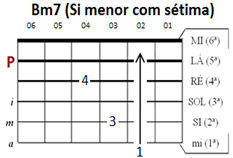 Bm7 (Si menor com sétima)
06 05 04 03 02 01
MI (6ª)
P LÁ (5ª)
4 RÉ (4ª)
i SOL (3ª)
m 3 SI (2ª)
a 1 mi (1ª)